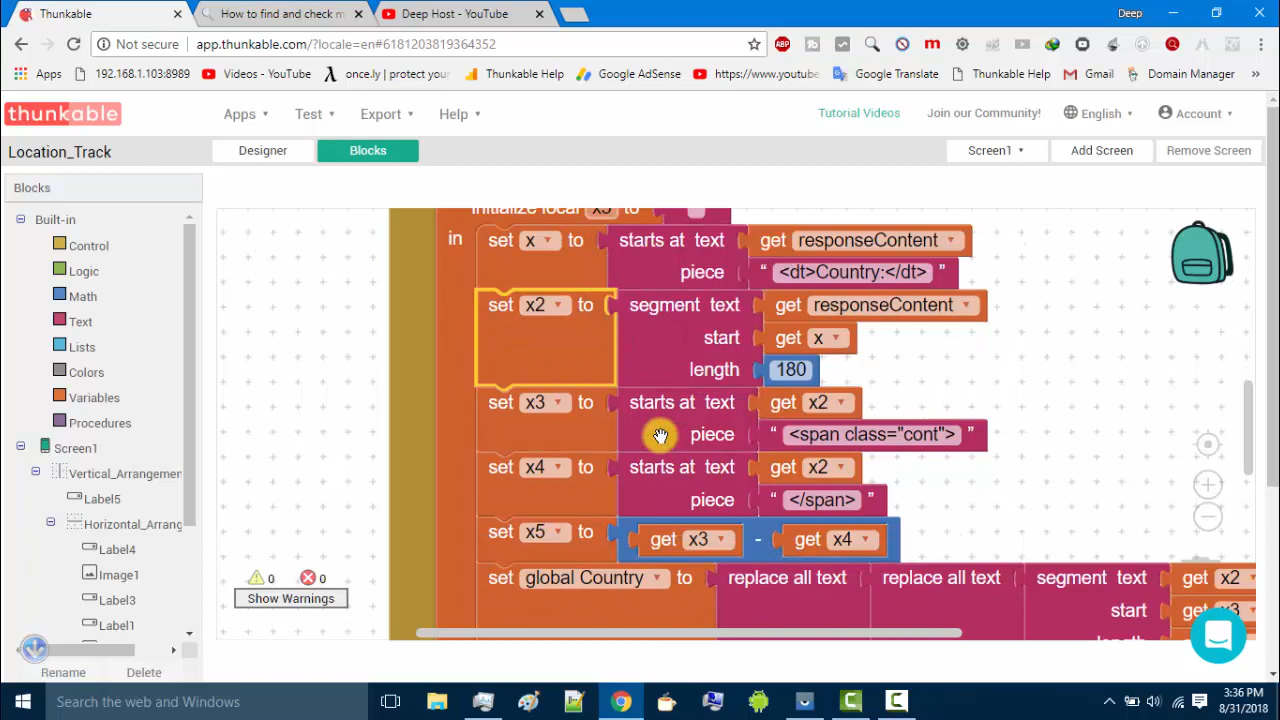 Thunkable
How to find and check m
Deep Host - YouTube
Deep
Not secure
app.thunkable.com/?locale=en#6181203819364352
Apps
192.168.1.103:8985
Videos - YouTube
once.ly | protect your
Thunkable Help
Google AdSense
https://www.youtube
Google Translate
Thunkable Help
Gmail
Domain Manager
»
thunkable
Apps
Test
Export
Help
Tutorial Videos
Join our Community!
English
Account
Location_Track
Designer
Blocks
Screen1
Add Screen
Remove Screen
Blocks
Built-in
Control
Logic
Math
Text
Lists
Colors
Variables
Procedures
Screen1
Vertical_Arrangemen
Label5
Horizontal_Arrang
Label4
Image1
Label3
Label1
Rename
Delete
initialize local x5 to
in
set x to starts at text get responseContent
piece “ <dt>Country:</dt> ”
set x2 to segment text get responseContent
start get x
length 180
set x3 to starts at text get x2
piece “ <span class="cont"> ”
set x4 to starts at text get x2
piece “ </span> ”
set x5 to get x3 - get x4
set global Country to replace all text replace all text segment text get x2
start get x3
length
0
0
Show Warnings
Search the web and Windows
3:36 PM
8/31/2018